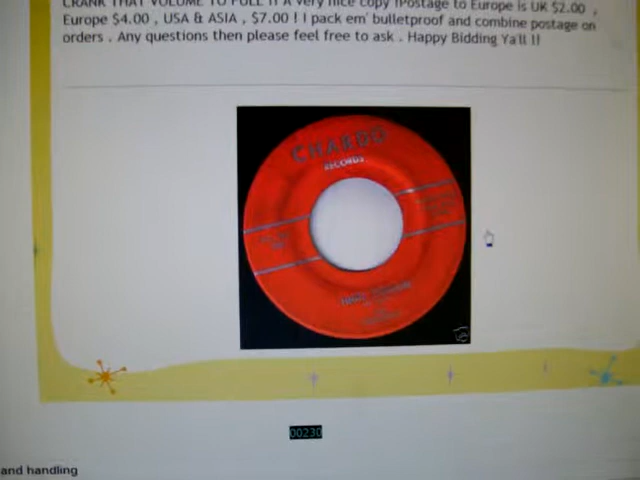 CRANK THAT VOLUME TO FULL !! A very nice copy !Postage to Europe is UK $2.00 ,
Europe $4.00 , USA & ASIA , $7.00 ! I pack em' bulletproof and combine postage on
orders . Any questions then please feel free to ask . Happy Bidding Ya'll !!
CHARDO
RECORDS
00230
and handling